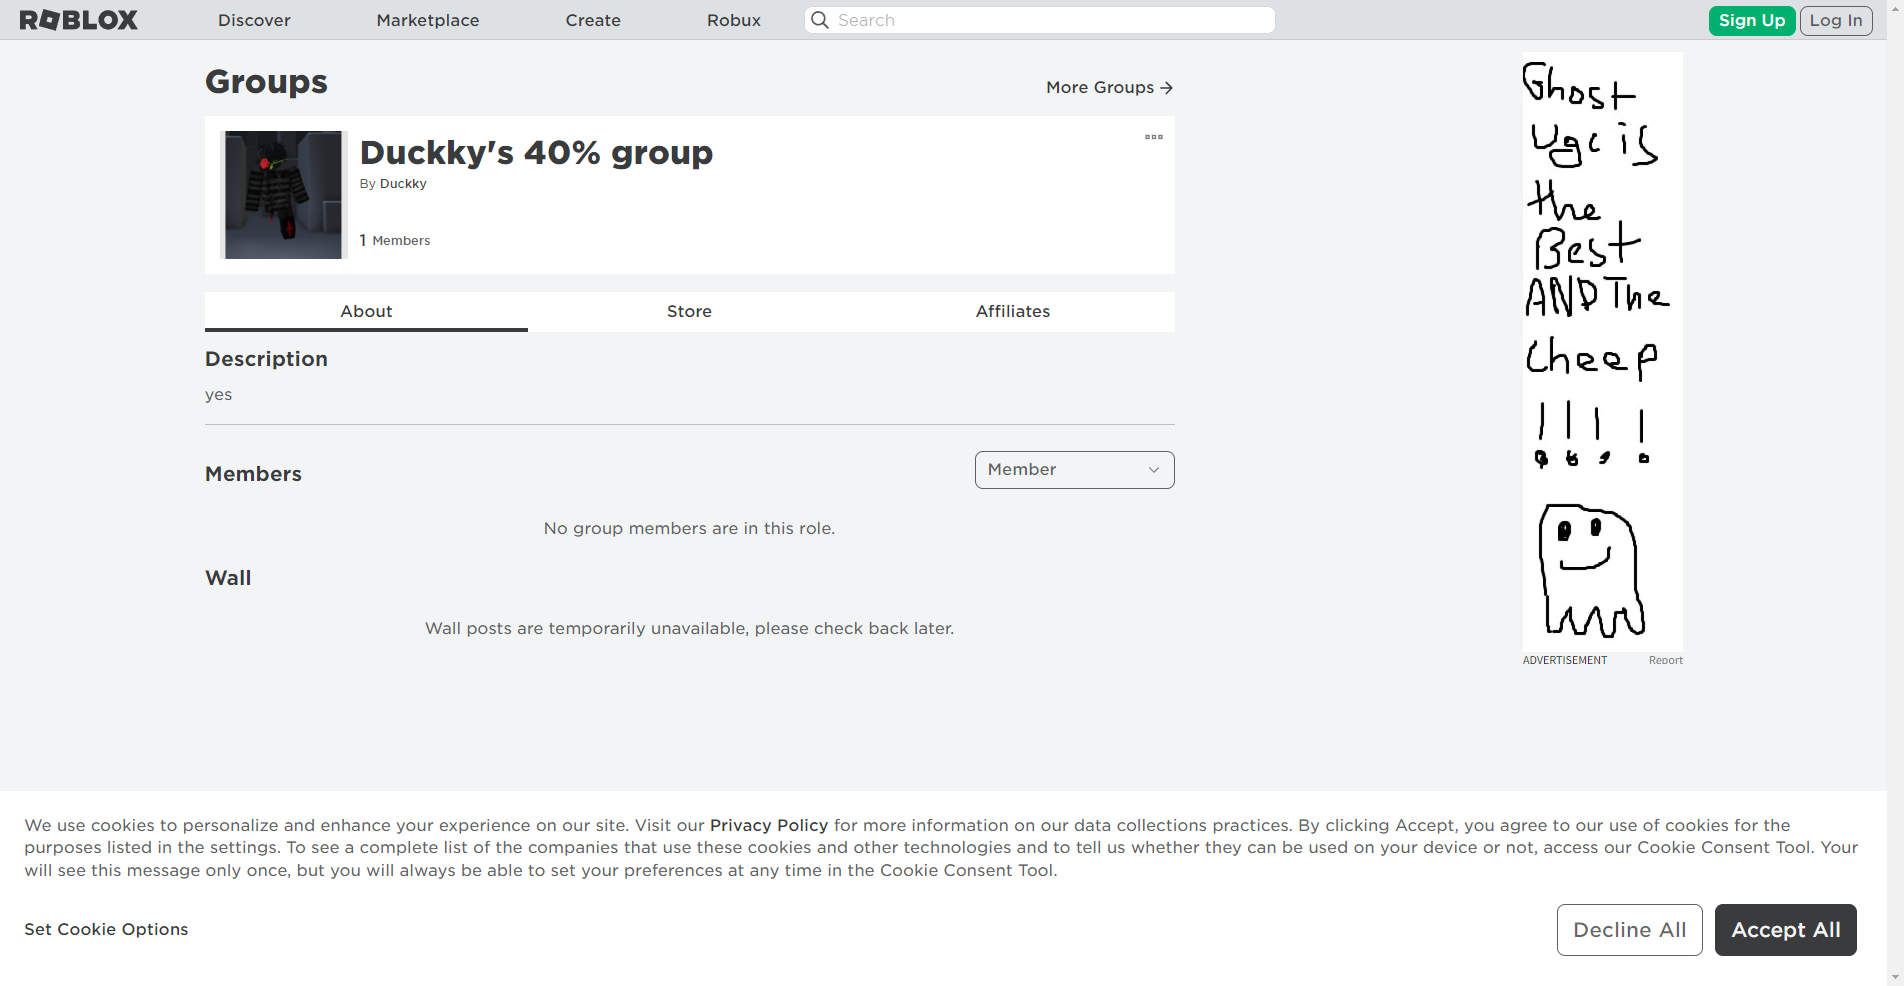 ROBLOX Discover Marketplace Create Robux Search Sign Up Log In
Groups
More Groups
Duckky's 40% group
By Duckky
1 Members
About Store Affiliates
Description
yes
Members
Member
No group members are in this role.
Wall
Wall posts are temporarily unavailable, please check back later.
Ghost
Ugc is
the
Best
AND The
Cheep
!!! !
ADVERTISEMENT Report
We use cookies to personalize and enhance your experience on our site. Visit our Privacy Policy for more information on our data collections practices. By clicking Accept, you agree to our use of cookies for the
purposes listed in the settings. To see a complete list of the companies that use these cookies and other technologies and to tell us whether they can be used on your device or not, access our Cookie Consent Tool. Your
will see this message only once, but you will always be able to set your preferences at any time in the Cookie Consent Tool.
Set Cookie Options
Decline All Accept All